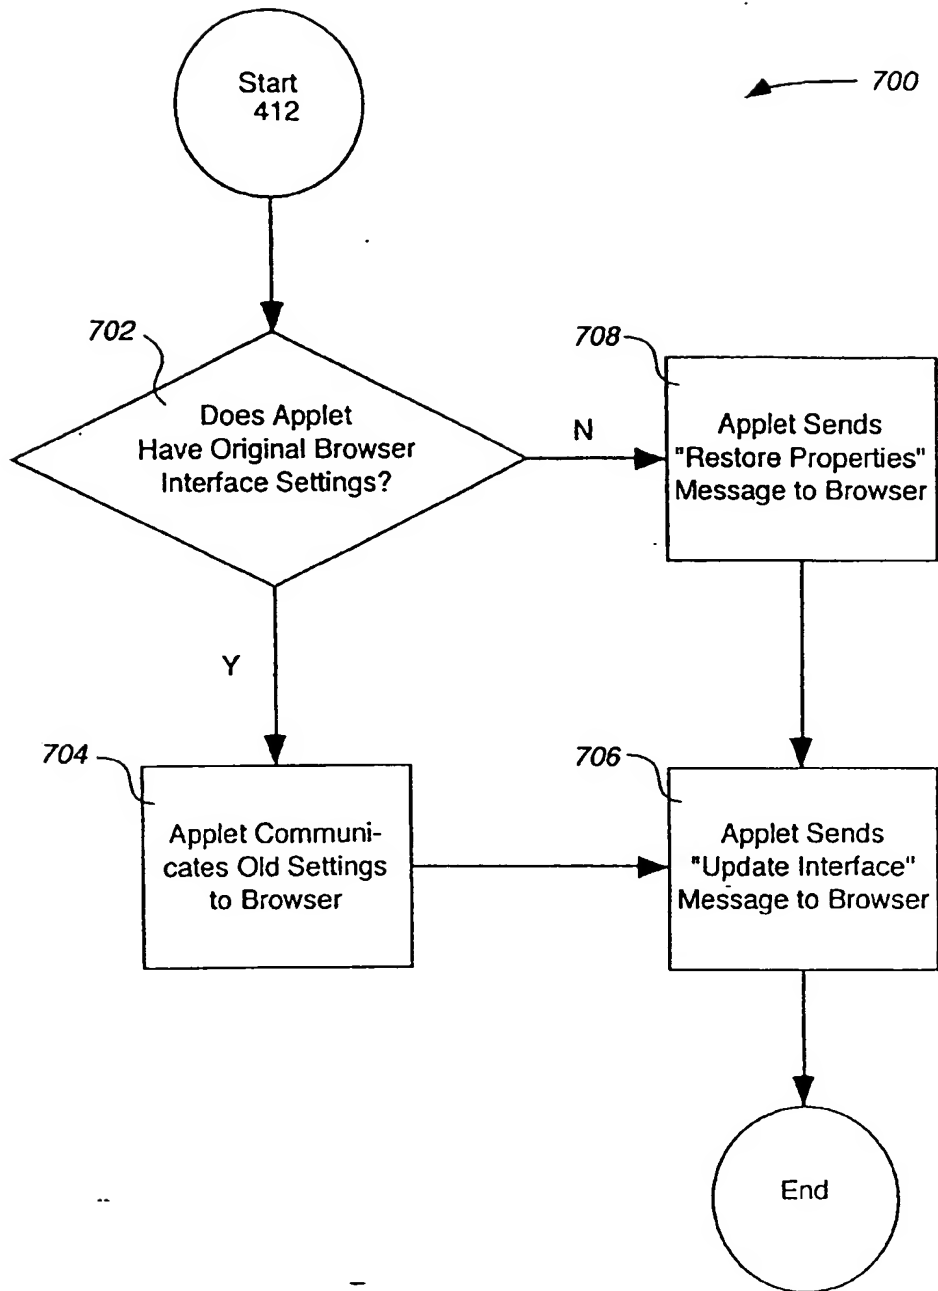 Start
412
700
702
Does Applet
Have Original Browser
Interface Settings?
N
708
Applet Sends
"Restore Properties"
Message to Browser
Y
704
Applet Communi-
cates Old Settings
to Browser
706
Applet Sends
"Update Interface"
Message to Browser
End